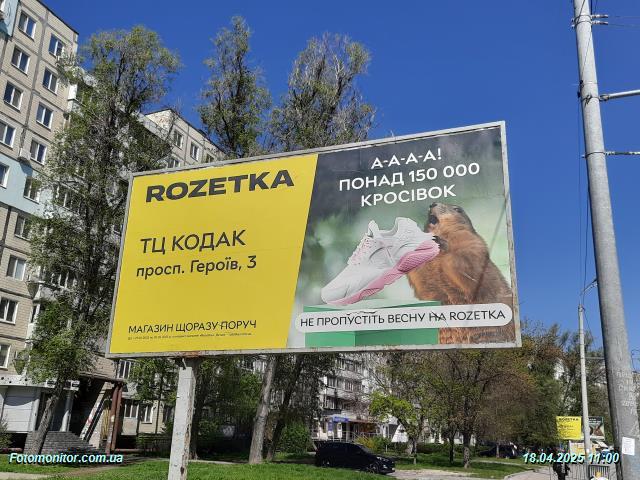 ROZETKA
ТЦ КОДАК
просп. Героїв, 3
МАГАЗИН ЩОРАЗУ ПОРУЧ
А-А-А-А!
ПОНАД 150 000
КРОСІВОК
НЕ ПРОПУСТІТЬ ВЕСНУ НА ROZETKA
ROZETKA
Fotomonitor.com.ua
18.04.2025 11:00